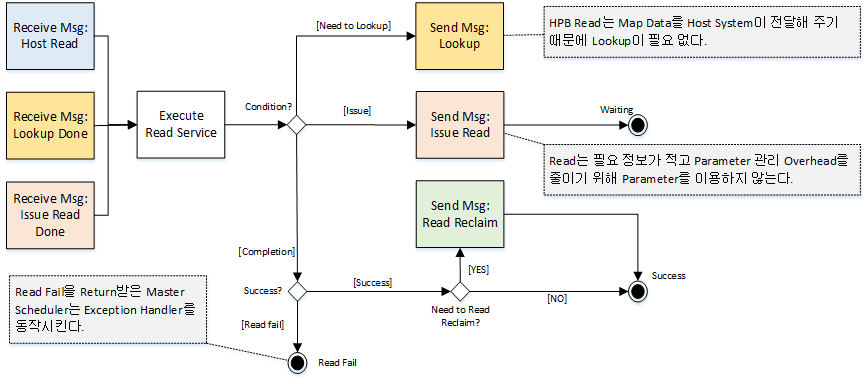 Receive Msg:
Host Read
Receive Msg:
Lookup Done
Receive Msg:
Issue Read
Done
Execute
Read Service
Condition?
[Need to Lookup]
Send Msg:
Lookup
HPB Read는 Map Data를 Host System이 전달해 주기
때문에 Lookup이 필요 없다.
[Issue]
Send Msg:
Issue Read
Waiting
Read는 필요 정보가 적고 Parameter 관리 Overhead를
줄이기 위해 Parameter를 이용하지 않는다.
Send Msg:
Read Reclaim
[Completion]
Success?
[Success]
[YES]
Need to Read
Reclaim?
[NO]
Success
[Read fail]
Read Fail
Read Fail을 Return받은 Master
Scheduler는 Exception Handler를
동작시킨다.